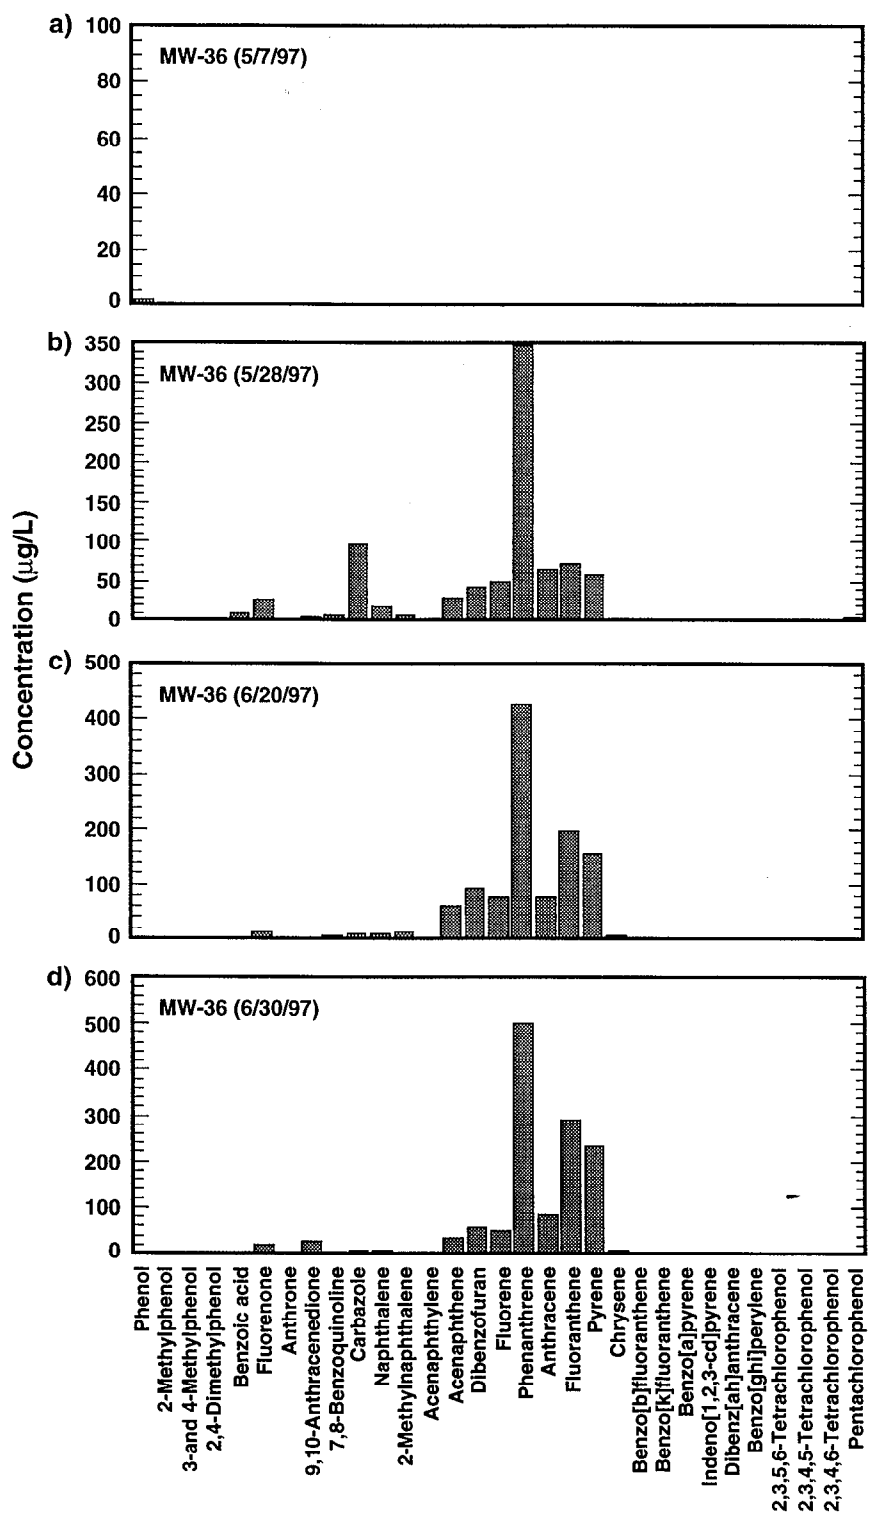 a)
100
MW-36 (5/7/97)
80
60
40
20
0
b)
350
MW-36 (5/28/97)
300
250
200
150
100
50
0
Concentration (µg/L)
c)
500
MW-36 (6/20/97)
400
300
200
100
0
d)
600
MW-36 (6/30/97)
500
400
300
200
100
0
Phenol
2-Methylphenol
3-and 4-Methylphenol
2,4-Dimethylphenol
Benzoic acid
Fluorenone
Anthrone
9,10-Anthracenedione
7,8-Benzoquinoline
Carbazole
Naphthalene
2-Methylnaphthalene
Acenaphthylene
Acenaphthene
Dibenzofuran
Fluorene
Phenanthrene
Anthracene
Fluoranthene
Pyrene
Chrysene
Benzo[b]fluoranthene
Benzo[k]fluoranthene
Benzo[a]pyrene
Indeno[1,2,3-cd]pyrene
Dibenz[ah]anthracene
Benzo[ghi]perylene
2,3,5,6-Tetrachlorophenol
2,3,4,5-Tetrachlorophenol
2,3,4,6-Tetrachlorophenol
Pentachlorophenol